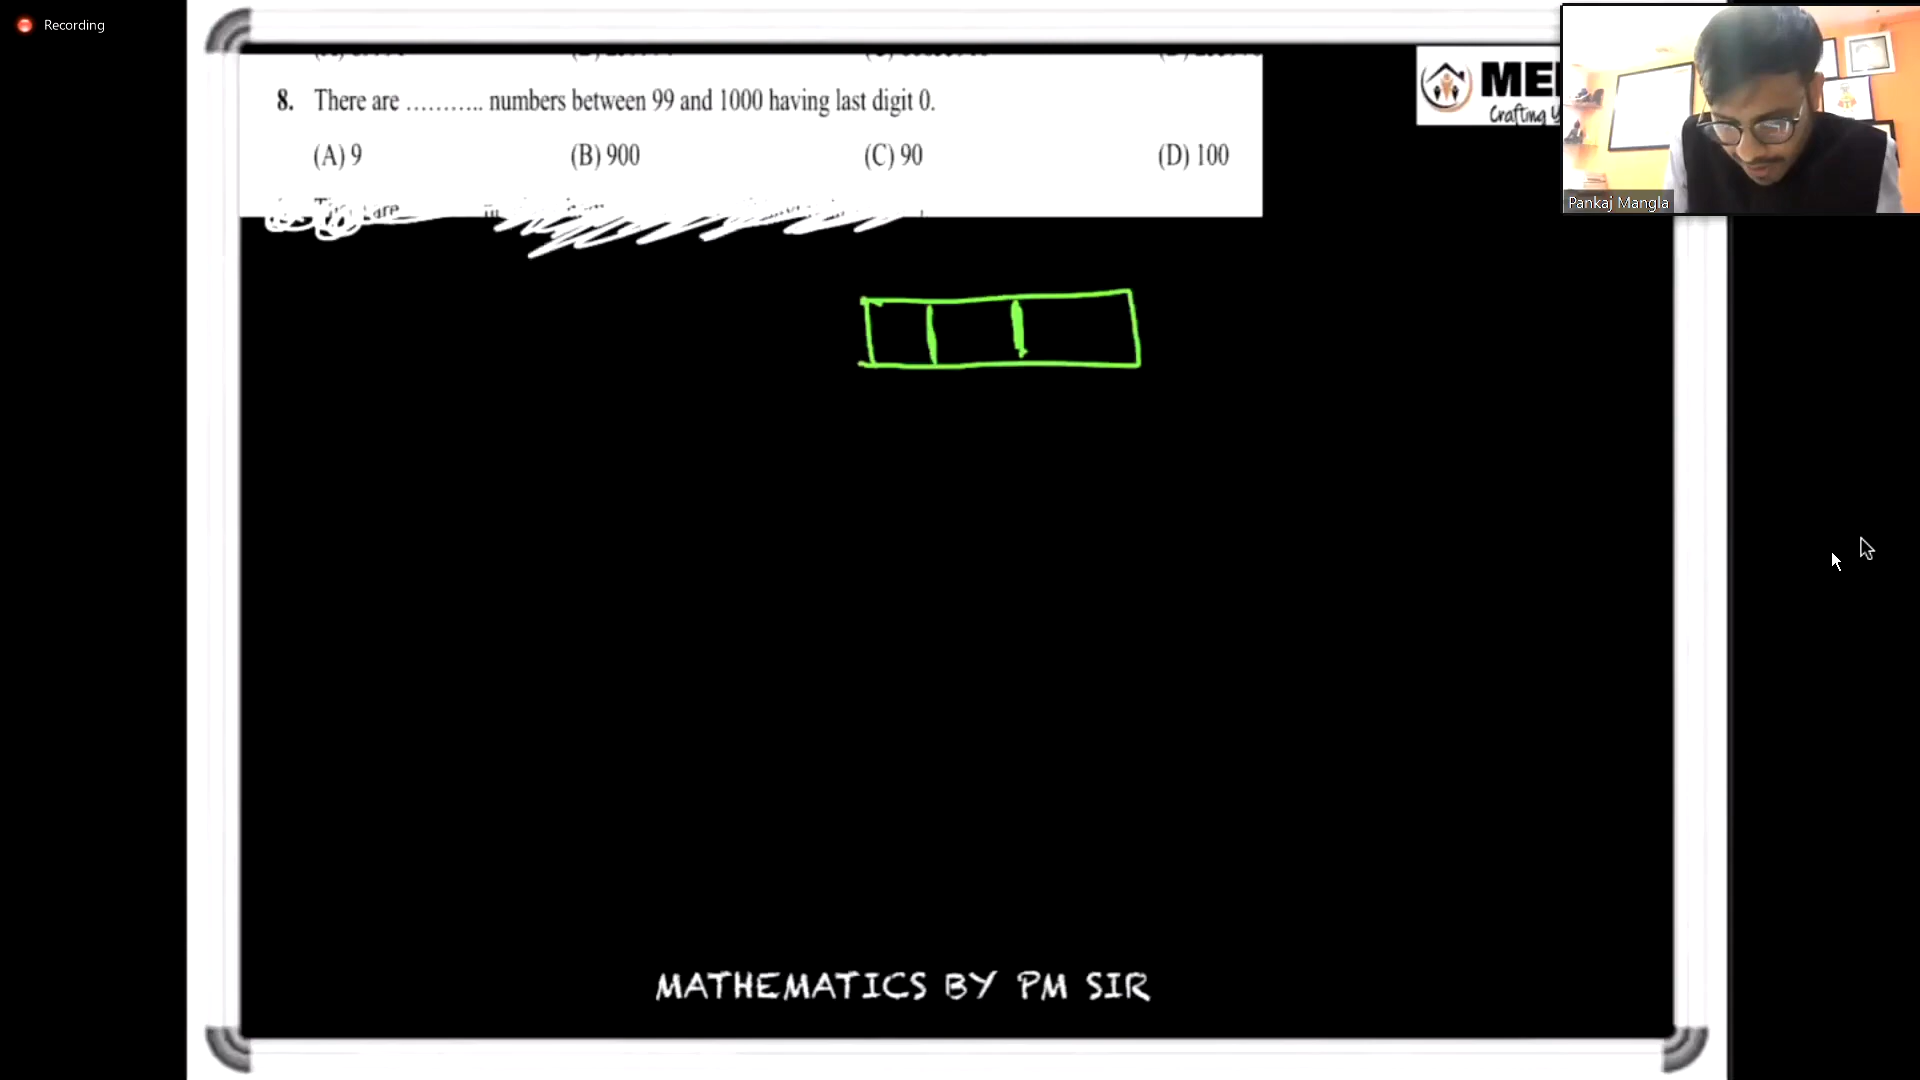 Recording
8. There are ........... numbers between 99 and 1000 having last digit 0.
(A) 9 (B) 900 (C) 90 (D) 100
are
Crafting
Pankaj Mangla
MATHEMATICS BY PM SIR